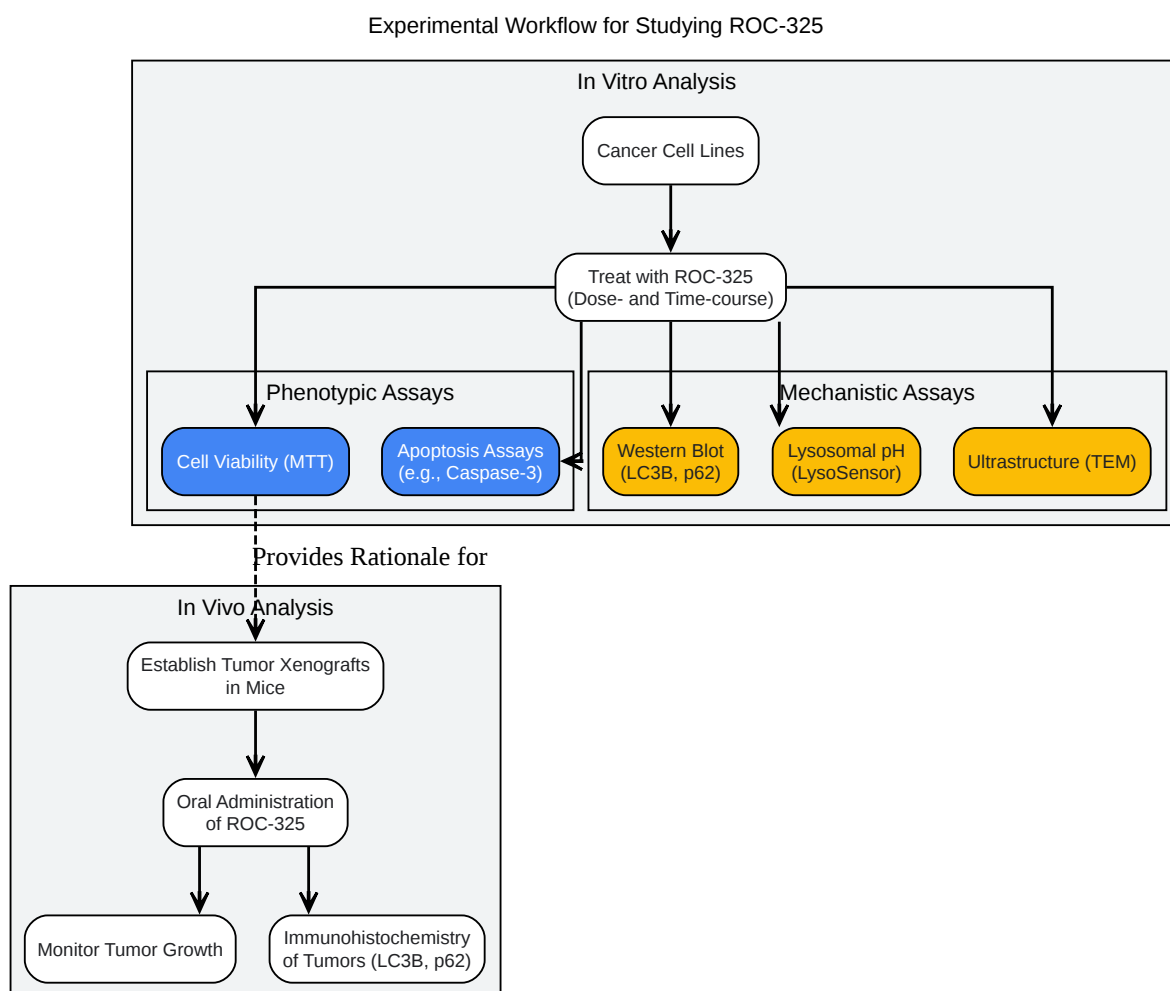 Experimental Workflow for Studying ROC-325
In Vitro Analysis
Cancer Cell Lines
Treat with ROC-325
(Dose- and Time-course)
Phenotypic Assays
Mechanistic Assays
Cell Viability (MTT)
Apoptosis Assays
(e.g., Caspase-3)
Western Blot
(LC3B, p62)
Lysosomal pH
(LysoSensor)
Ultrastructure (TEM)
Provides Rationale for
In Vivo Analysis
Establish Tumor Xenografts
in Mice
Oral Administration
of ROC-325
Monitor Tumor Growth
Immunohistochemistry
of Tumors (LC3B, p62)